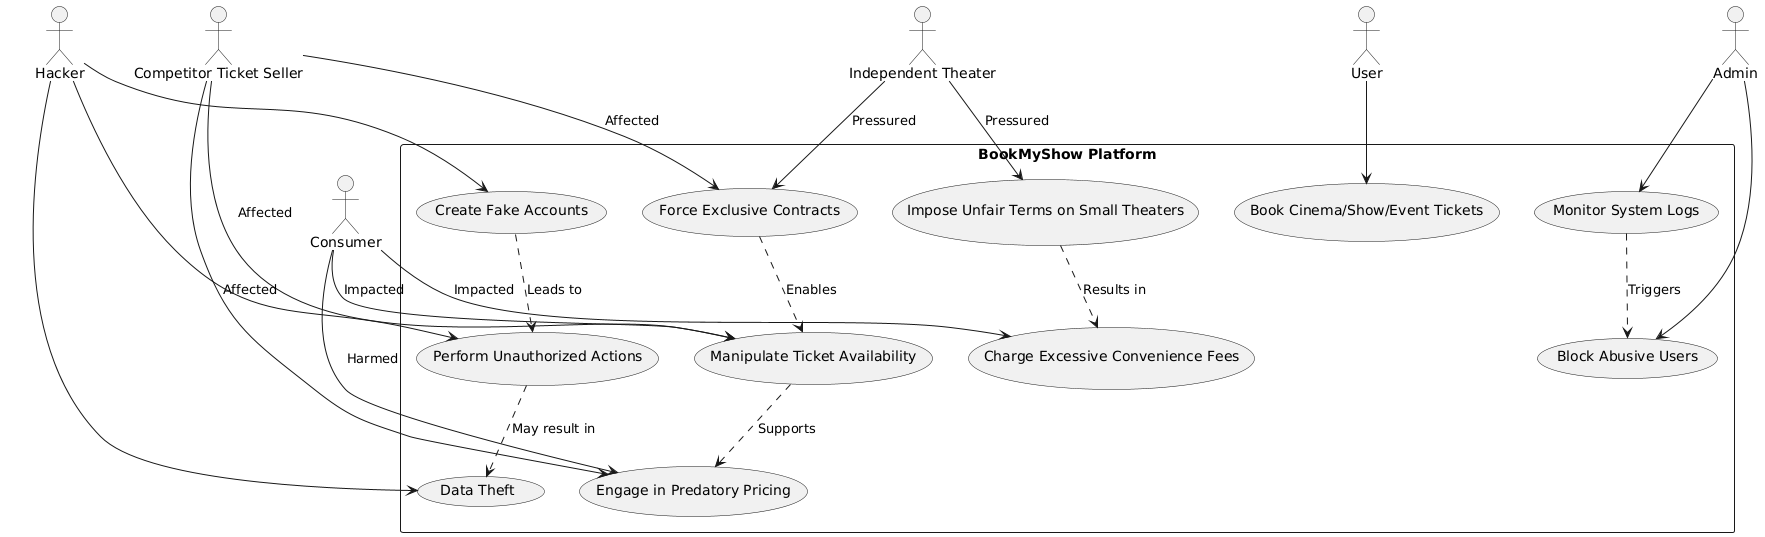 Hacker
Competitor Ticket Seller
Independent Theater
User
Admin
Affected
Pressured
Pressured
BookMyShow Platform
Create Fake Accounts
Force Exclusive Contracts
Impose Unfair Terms on Small Theaters
Book Cinema/Show/Event Tickets
Monitor System Logs
Affected
Consumer
Affected
Impacted
Impacted
Leads to
Enables
Results in
Triggers
Harmed
Perform Unauthorized Actions
Manipulate Ticket Availability
Charge Excessive Convenience Fees
Block Abusive Users
May result in
Supports
Data Theft
Engage in Predatory Pricing